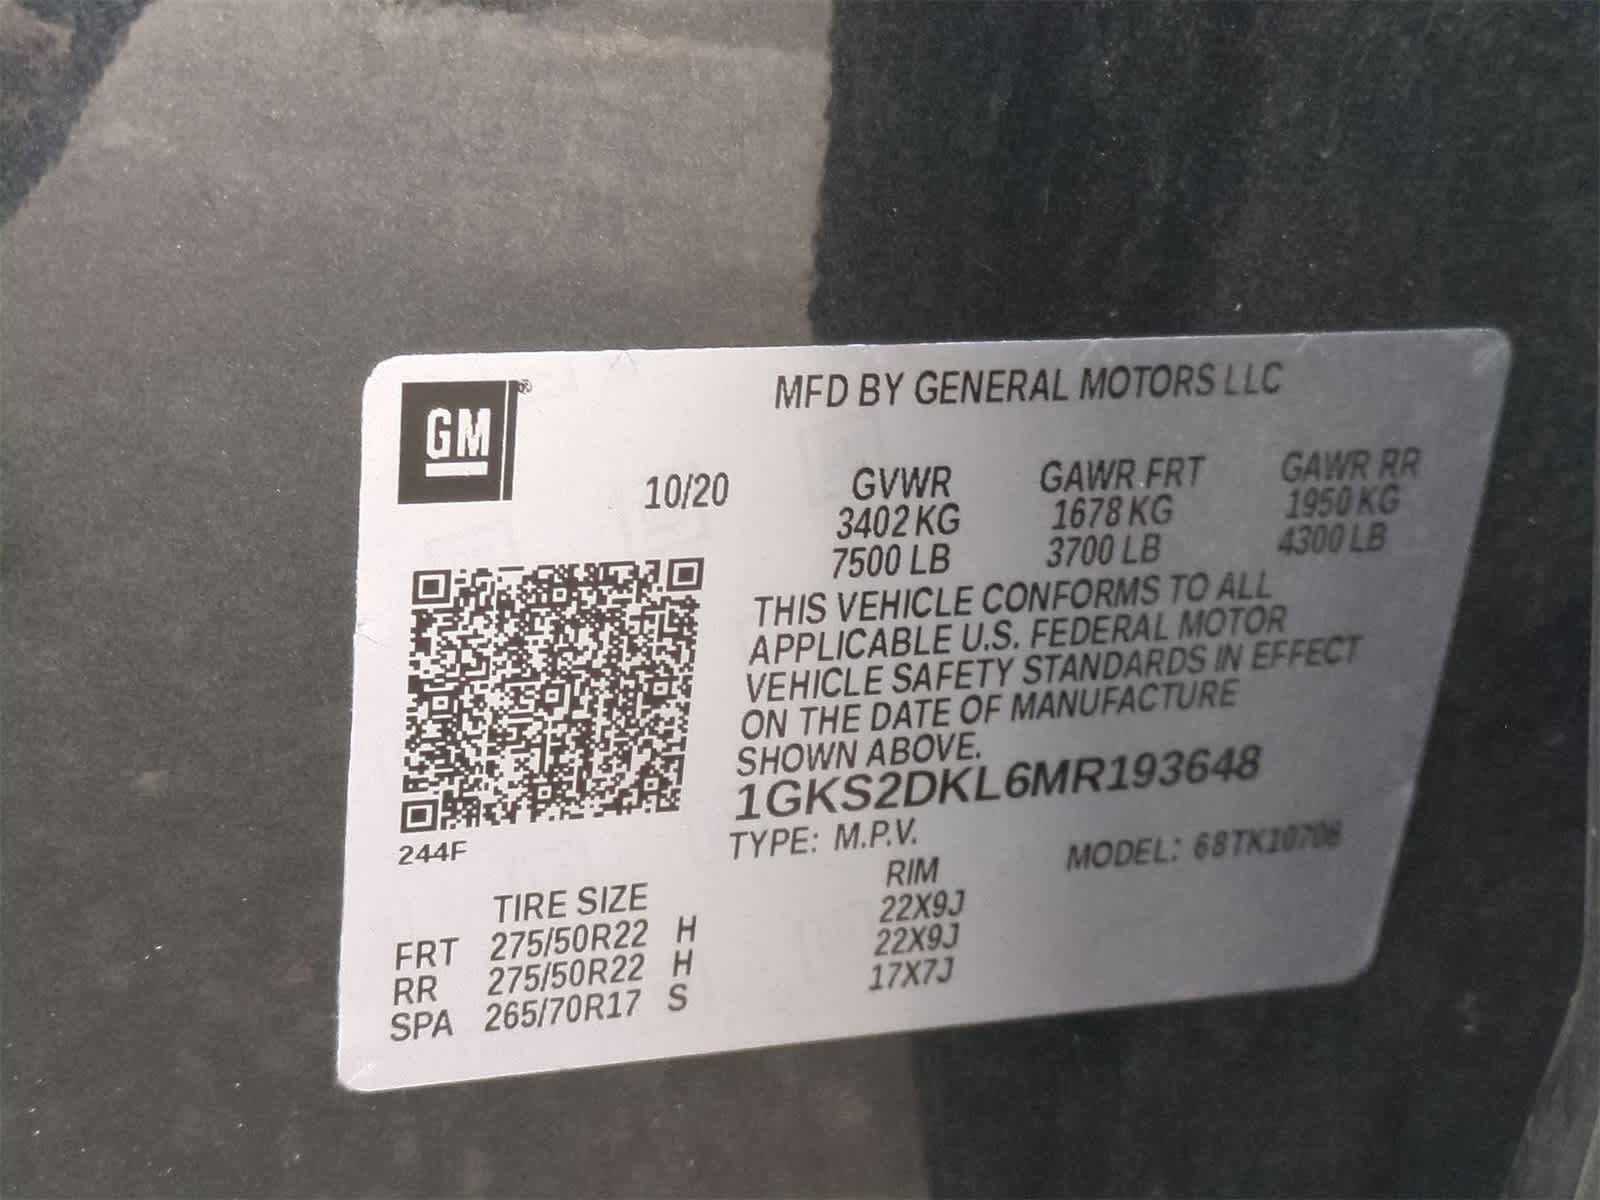 GM®
MFD BY GENERAL MOTORS LLC
10/20 GVWR GAWR FRT GAWR RR
3402 KG 1678 KG 1950 KG
7500 LB 3700 LB 4300 LB
THIS VEHICLE CONFORMS TO ALL
APPLICABLE U.S. FEDERAL MOTOR
VEHICLE SAFETY STANDARDS IN EFFECT
ON THE DATE OF MANUFACTURE
SHOWN ABOVE.
1GKS2DKL6MR193648
TYPE: M.P.V. MODEL: 68TK10706
244F
TIRE SIZE RIM
FRT 275/50R22 H 22X9J
RR 275/50R22 H 22X9J
SPA 265/70R17 S 17X7J